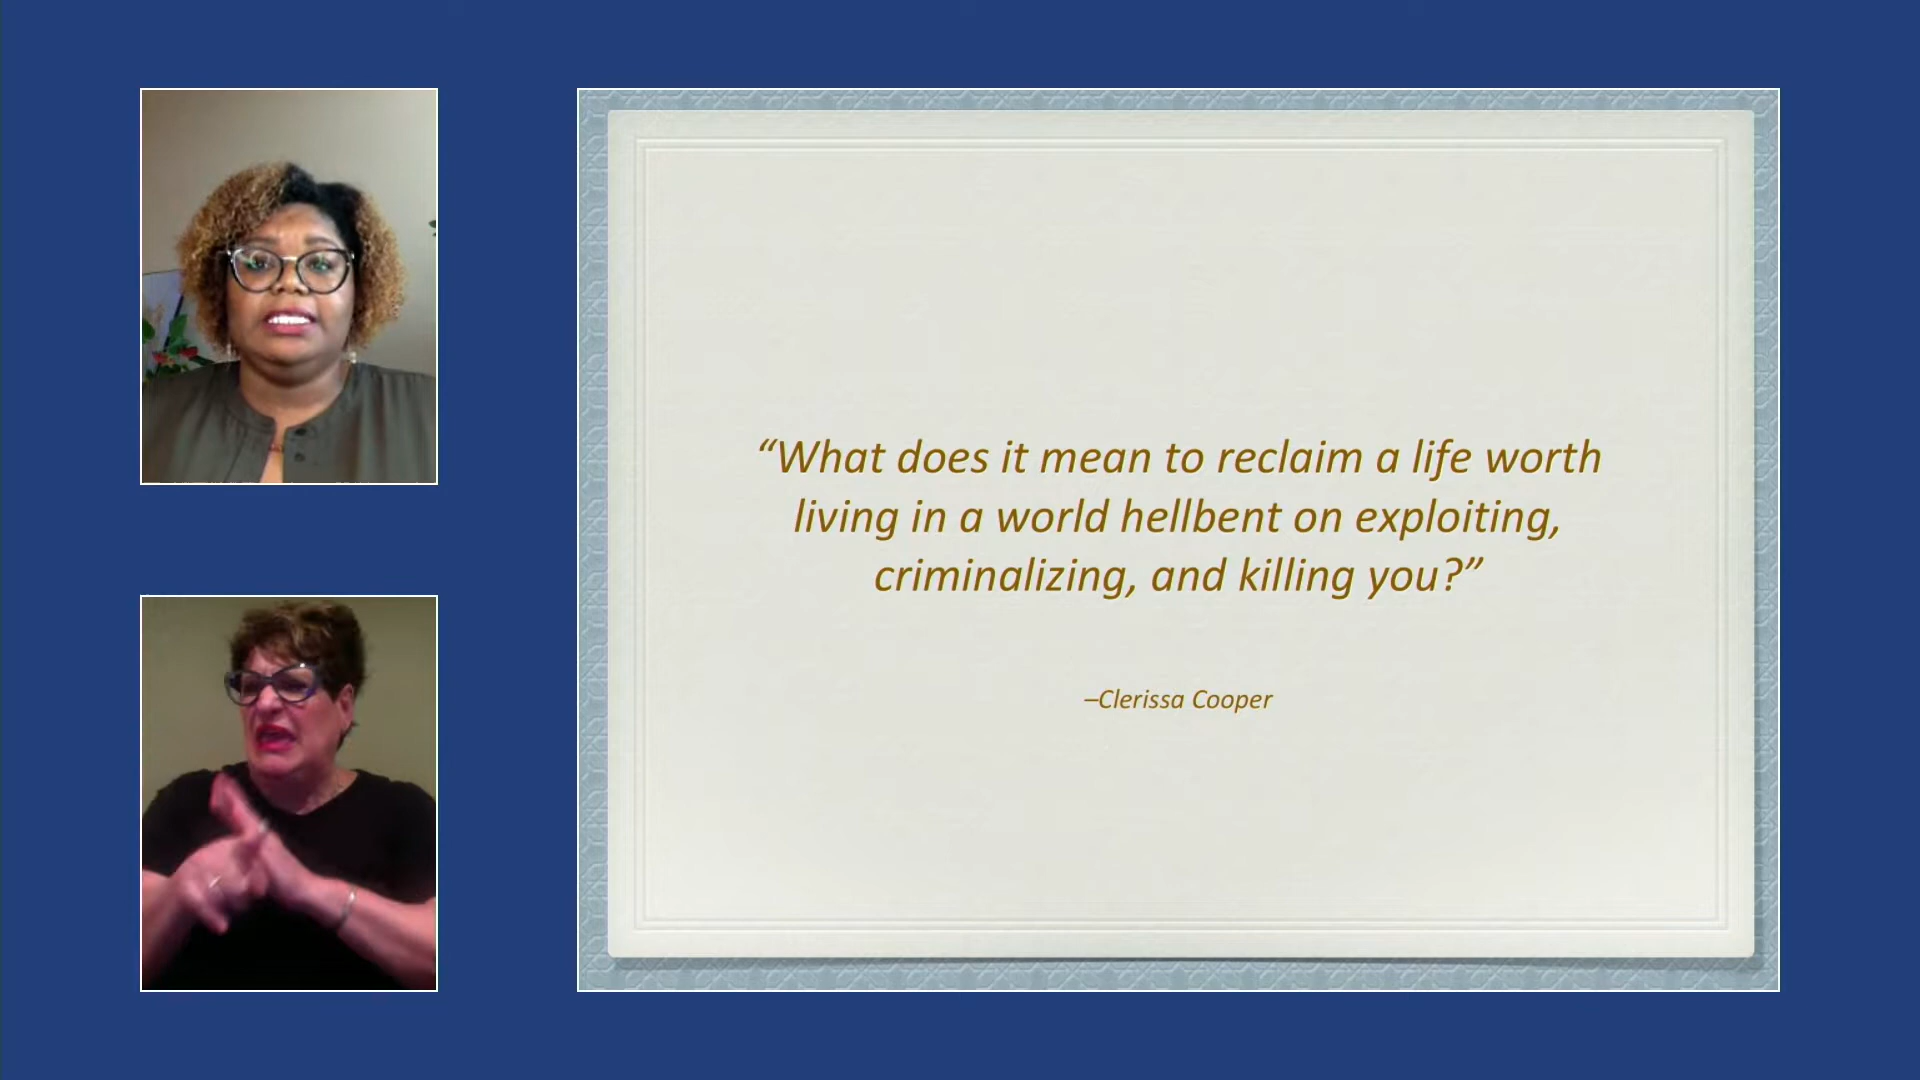 “What does it mean to reclaim a life worth
living in a world hellbent on exploiting,
criminalizing, and killing you?”
–Clerissa Cooper